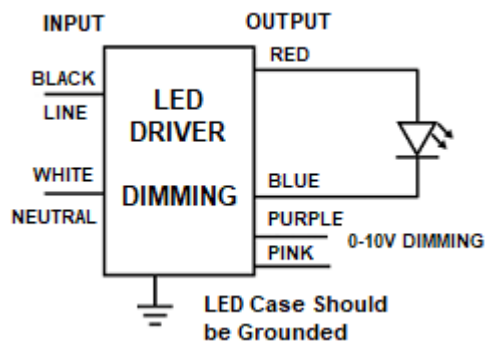 INPUT
OUTPUT
RED
BLACK
LINE
LED
DRIVER
WHITE
DIMMING
BLUE
NEUTRAL
PURPLE
0-10V DIMMING
PINK
LED Case Should
be Grounded